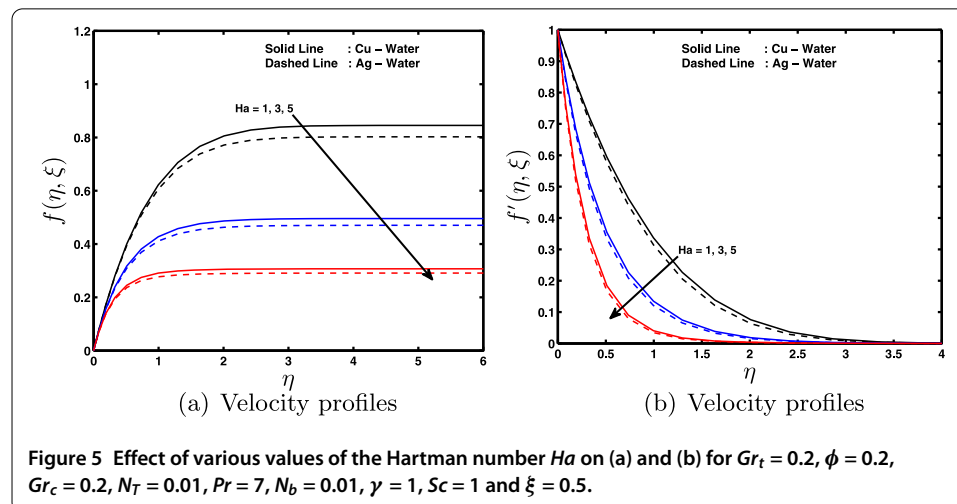 1.2
1
0.8
0.6
0.4
0.2
0
f(η, ξ)
Solid Line : Cu – Water
Dashed Line : Ag – Water
Ha = 1, 3, 5
0 1 2 3 4 5 6
η
(a) Velocity profiles
1
0.9
0.8
0.7
0.6
0.5
0.4
0.3
0.2
0.1
0
f′(η, ξ)
Solid Line : Cu – Water
Dashed Line : Ag – Water
Ha = 1, 3, 5
0 0.5 1 1.5 2 2.5 3 3.5 4
η
(b) Velocity profiles
Figure 5 Effect of various values of the Hartman number Ha on (a) and (b) for Grt = 0.2, ϕ = 0.2,
Grc = 0.2, NT = 0.01, Pr = 7, Nb = 0.01, γ = 1, Sc = 1 and ξ = 0.5.